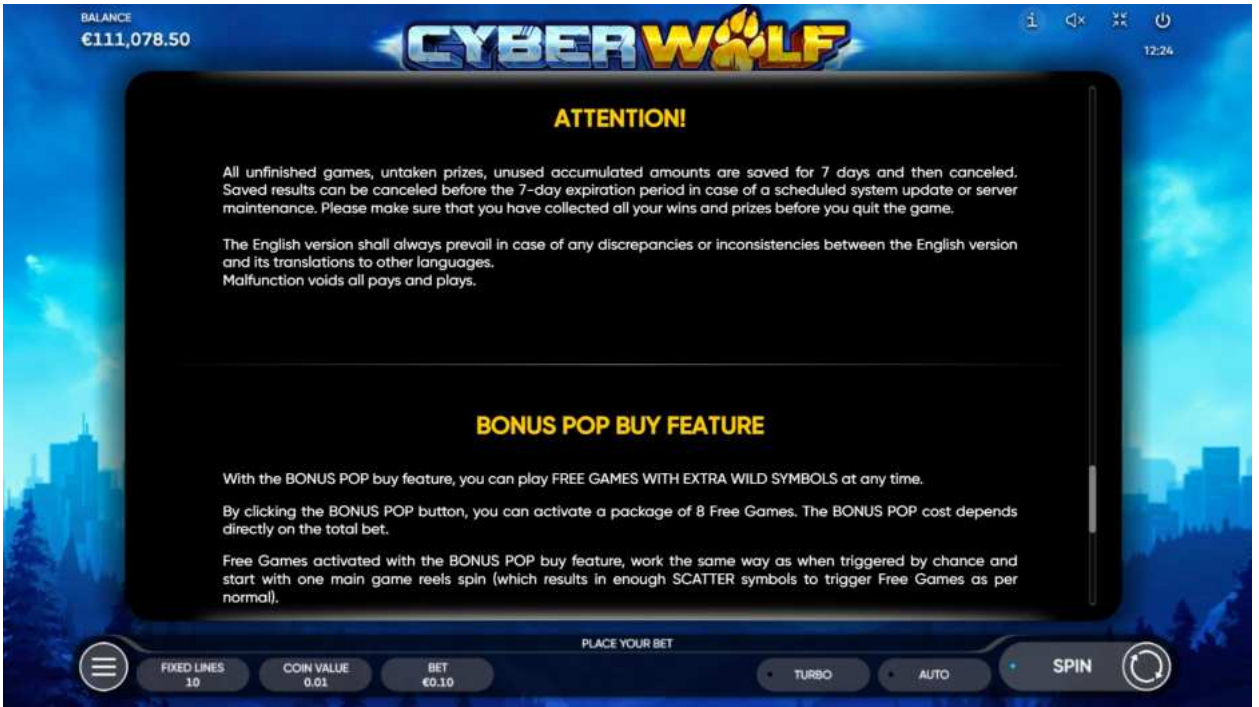 BALANCE
€111,078.50
CYBER WOLF
12:24
ATTENTION!
All unfinished games, untaken prizes, unused accumulated amounts are saved for 7 days and then canceled.
Saved results can be canceled before the 7-day expiration period in case of a scheduled system update or server
maintenance. Please make sure that you have collected all your wins and prizes before you quit the game.
The English version shall always prevail in case of any discrepancies or inconsistencies between the English version
and its translations to other languages.
Malfunction voids all pays and plays.
BONUS POP BUY FEATURE
With the BONUS POP buy feature, you can play FREE GAMES WITH EXTRA WILD SYMBOLS at any time.
By clicking the BONUS POP button, you can activate a package of 8 Free Games. The BONUS POP cost depends
directly on the total bet.
Free Games activated with the BONUS POP buy feature, work the same way as when triggered by chance and
start with one main game reels spin (which results in enough SCATTER symbols to trigger Free Games as per
normal).
PLACE YOUR BET
FIXED LINES
10
COIN VALUE
0.01
BET
€0.10
TURBO
AUTO
SPIN